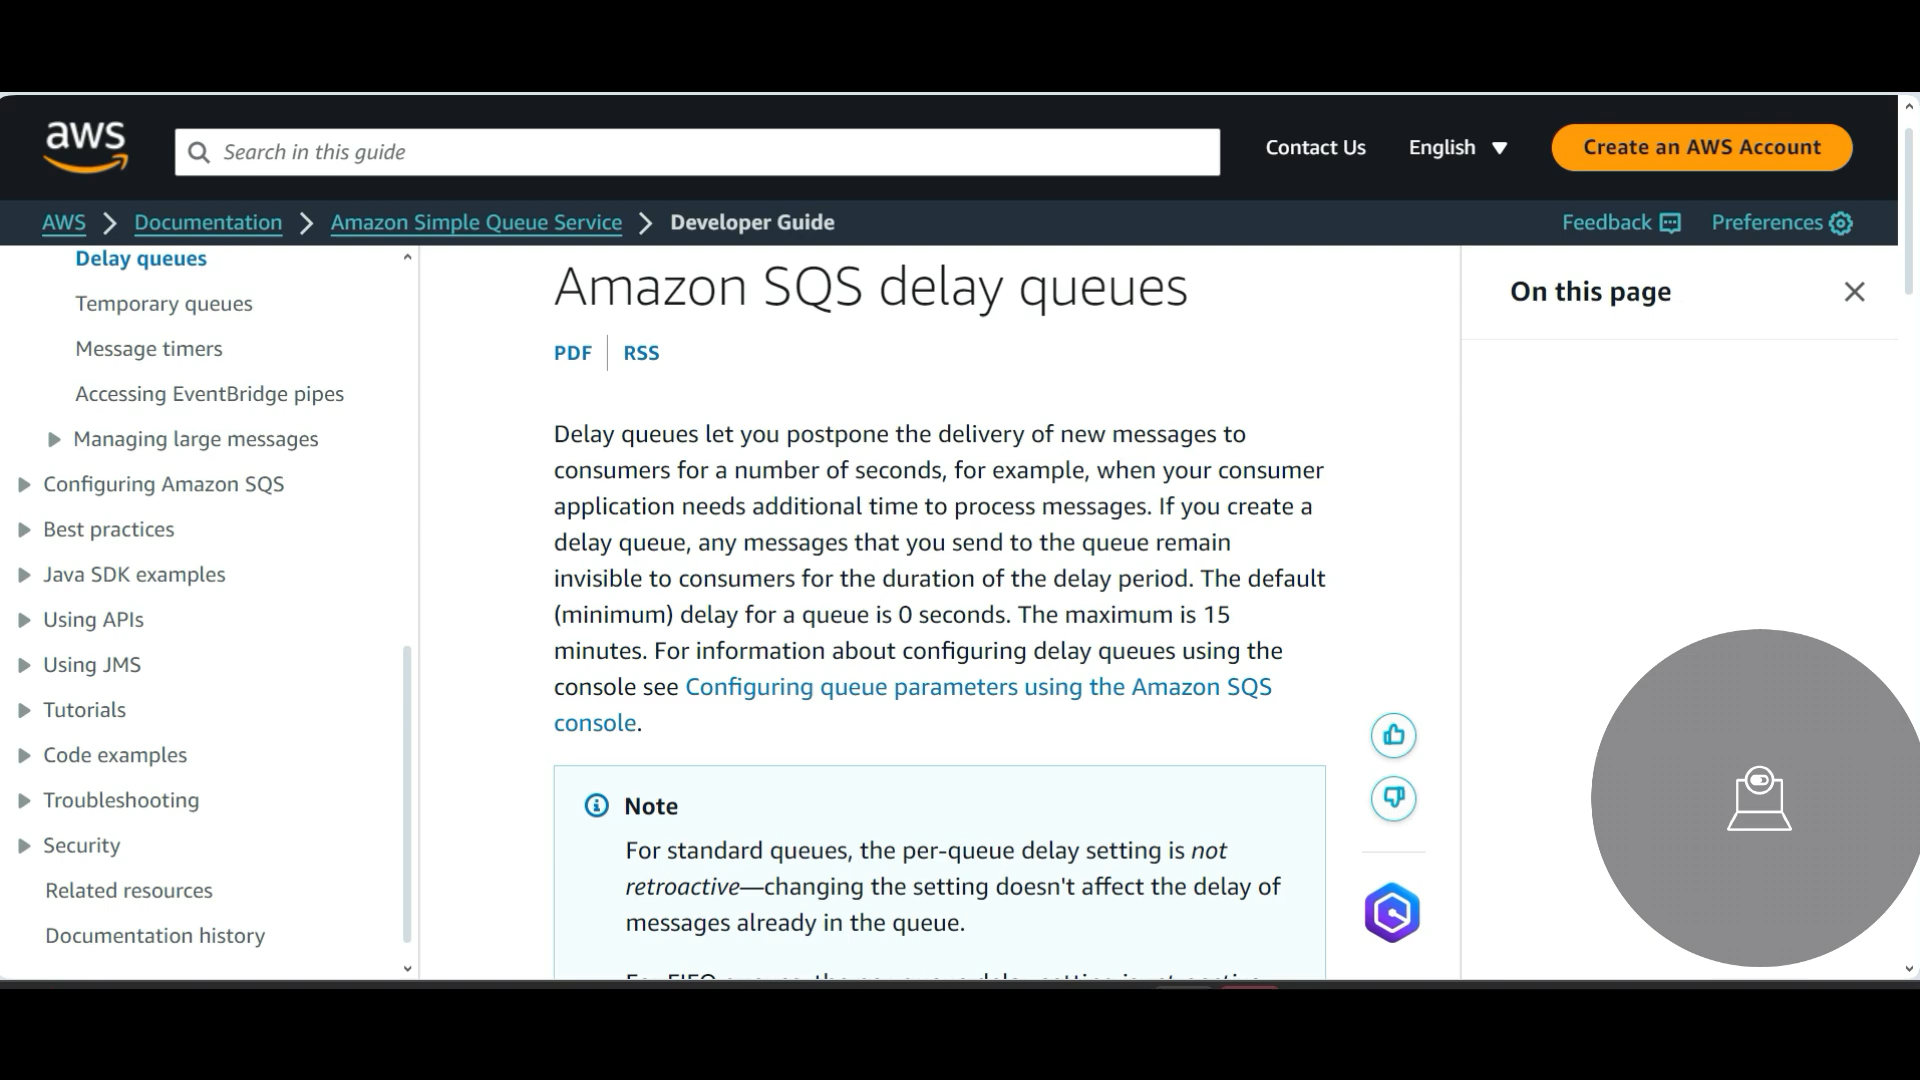 aws
Search in this guide
Contact Us
English
Create an AWS Account
AWS
Documentation
Amazon Simple Queue Service
Developer Guide
Feedback
Preferences
Delay queues
Temporary queues
Message timers
Accessing EventBridge pipes
Managing large messages
Configuring Amazon SQS
Best practices
Java SDK examples
Using APIs
Using JMS
Tutorials
Code examples
Troubleshooting
Security
Related resources
Documentation history
Amazon SQS delay queues
PDF
RSS
Delay queues let you postpone the delivery of new messages to
consumers for a number of seconds, for example, when your consumer
application needs additional time to process messages. If you create a
delay queue, any messages that you send to the queue remain
invisible to consumers for the duration of the delay period. The default
(minimum) delay for a queue is 0 seconds. The maximum is 15
minutes. For information about configuring delay queues using the
console see Configuring queue parameters using the Amazon SQS
console.
Note
For standard queues, the per-queue delay setting is not
retroactive—changing the setting doesn't affect the delay of
messages already in the queue.
On this page